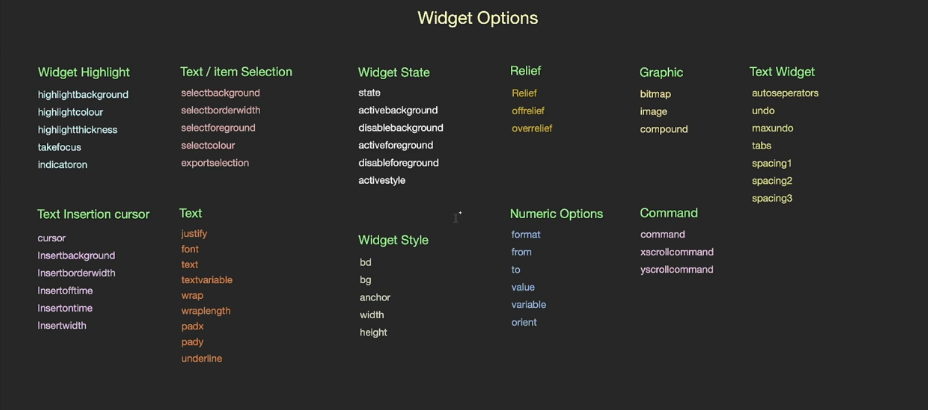 Widget Options
Widget Highlight
highlightbackground
highlightcolour
highlightthickness
takefocus
indicatoron
Text / item Selection
selectbackground
selectborderwidth
selectforeground
selectcolour
exportselection
Widget State
state
activebackground
disablebackground
activeforeground
disableforeground
activestyle
Relief
Relief
offrelief
overrelief
Graphic
bitmap
image
compound
Text Widget
autoseperators
undo
maxundo
tabs
spacing1
spacing2
spacing3
Text Insertion cursor
cursor
Insertbackground
Insertborderwidth
Insertofftime
Insertontime
Insertwidth
Text
justify
font
text
textvariable
wrap
wraplength
padx
pady
underline
Widget Style
bd
bg
anchor
width
height
Numeric Options
format
from
to
value
variable
orient
Command
command
xscrollcommand
yscrollcommand